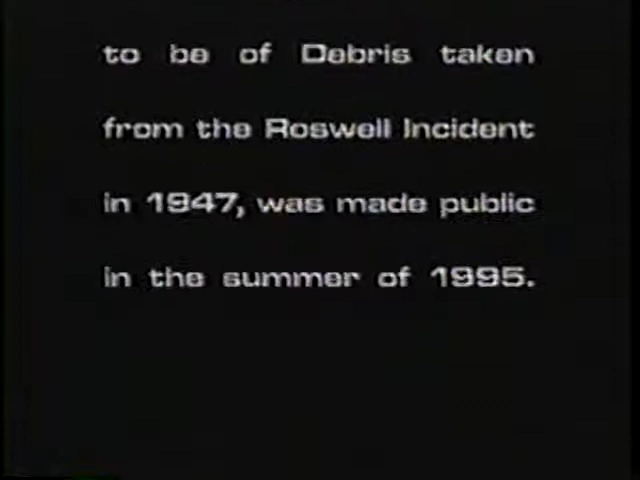 to be of Debris taken
from the Roswell Incident
in 1947, was made public
in the summer of 1995.